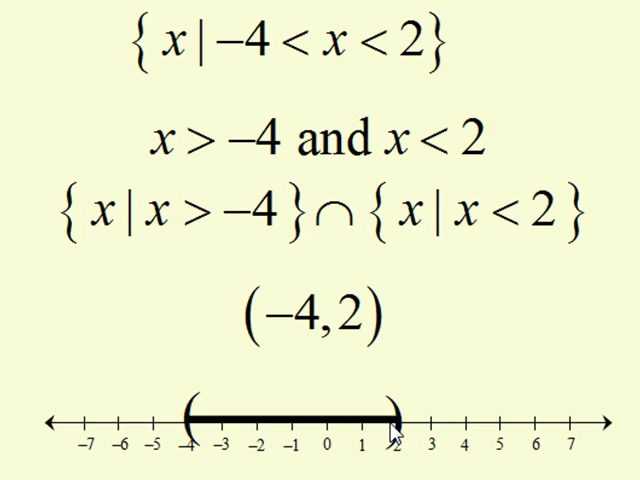 { x | −4 < x < 2}
x > −4 and x < 2
{ x | x > −4 } ∩ { x | x < 2 }
(−4, 2)
( )
−7 −6 −5 −4 −3 −2 −1 0 1 2 3 4 5 6 7